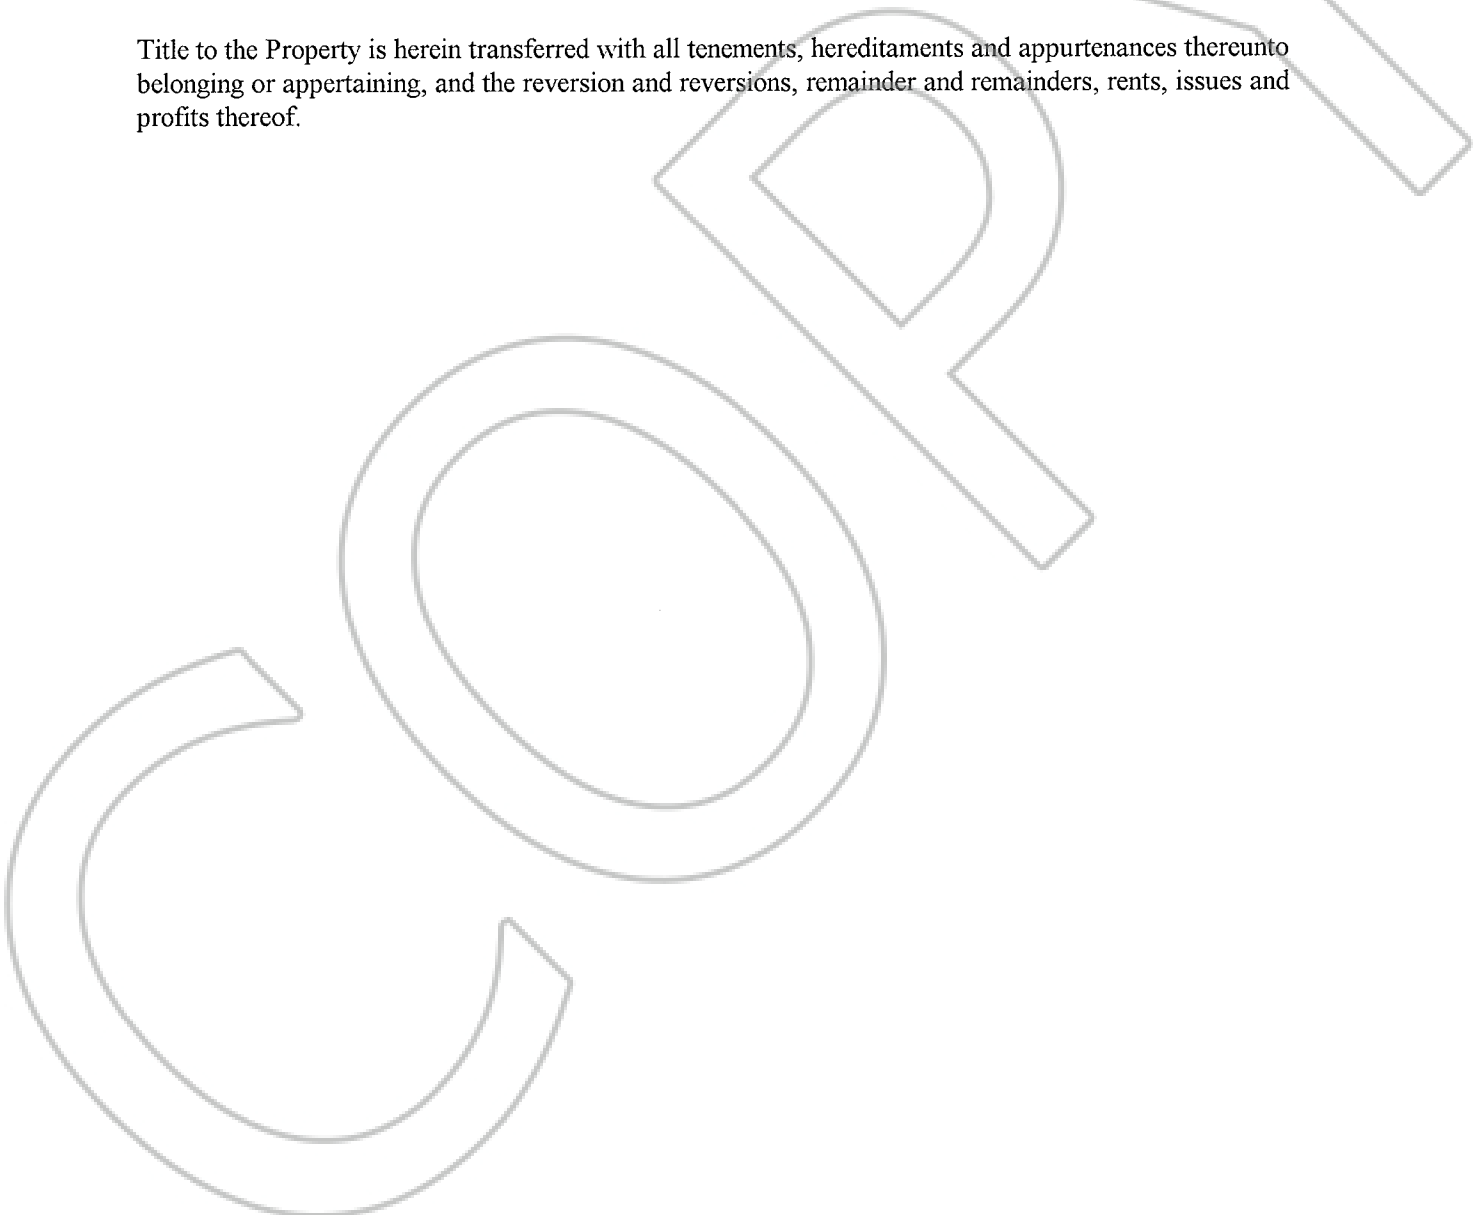 Title to the Property is herein transferred with all tenements, hereditaments and appurtenances thereunto
belonging or appertaining, and the reversion and reversions, remainder and remainders, rents, issues and
profits thereof.
COPY